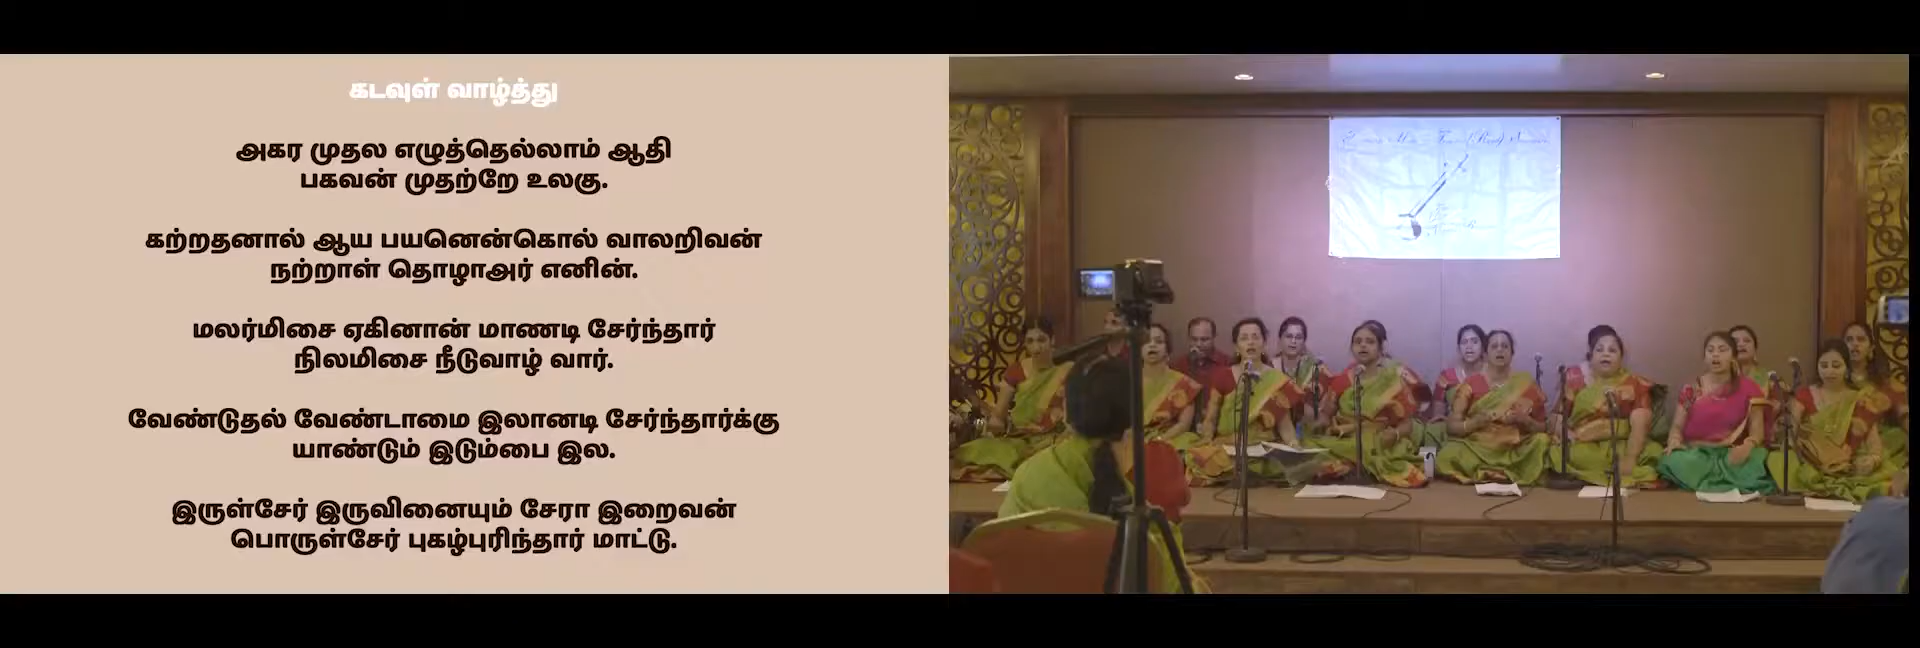 கடவுள் வாழ்த்து
அகர முதல எழுத்தெல்லாம் ஆதி
பகவன் முதற்றே உலகு.
கற்றதனால் ஆய பயனென்கொல் வாலறிவன்
நற்றாள் தொழாஅர் எனின்.
மலர்மிசை ஏகினான் மாணடி சேர்ந்தார்
நிலமிசை நீடுவாழ் வார்.
வேண்டுதல் வேண்டாமை இலானடி சேர்ந்தார்க்கு
யாண்டும் இடும்பை இல.
இருள்சேர் இருவினையும் சேரா இறைவன்
பொருள்சேர் புகழ்புரிந்தார் மாட்டு.